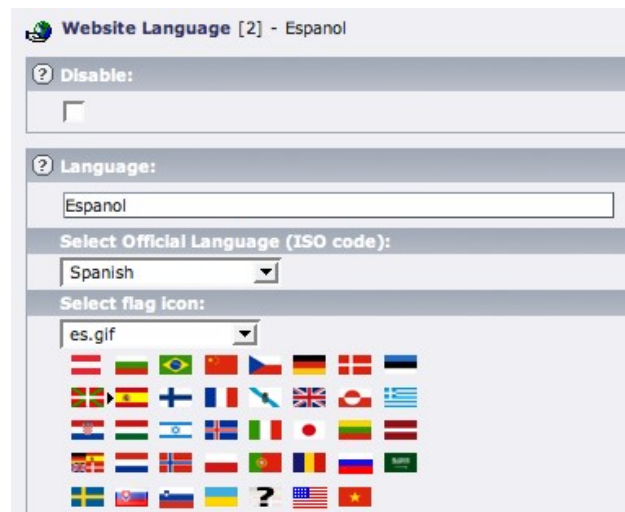 Website Language [2] - Espanol
? Disable:
? Language:
Espanol
Select Official Language (ISO code):
Spanish
Select flag icon:
es.gif
?